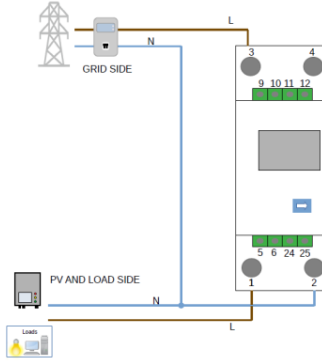 L
N
3 4
GRID SIDE
9 10 11 12
5 6 24 25
PV AND LOAD SIDE
1 2
N
L
Loads